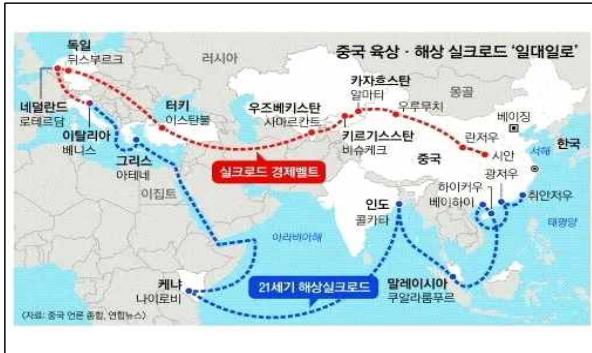 중국 육상·해상 실크로드 '일대일로'
독일
뒤스부르크
러시아
네덜란드
로테르담
이탈리아
베니스
그리스
아테네
터키
이스탄불
우즈베키스탄
사마르칸트
카자흐스탄
알마티
우루무치
몽골
키르기스스탄
비슈케크
베이징
란저우
시안
중국
서해
한국
광저우
하이커우
베이하이
취안저우
태평양
실크로드 경제벨트
이집트
아라비아해
인도
콜카타
케냐
나이로비
21세기 해상실크로드
말레이시아
쿠알라룸푸르
〈자료: 중국 언론 종합, 연합뉴스〉